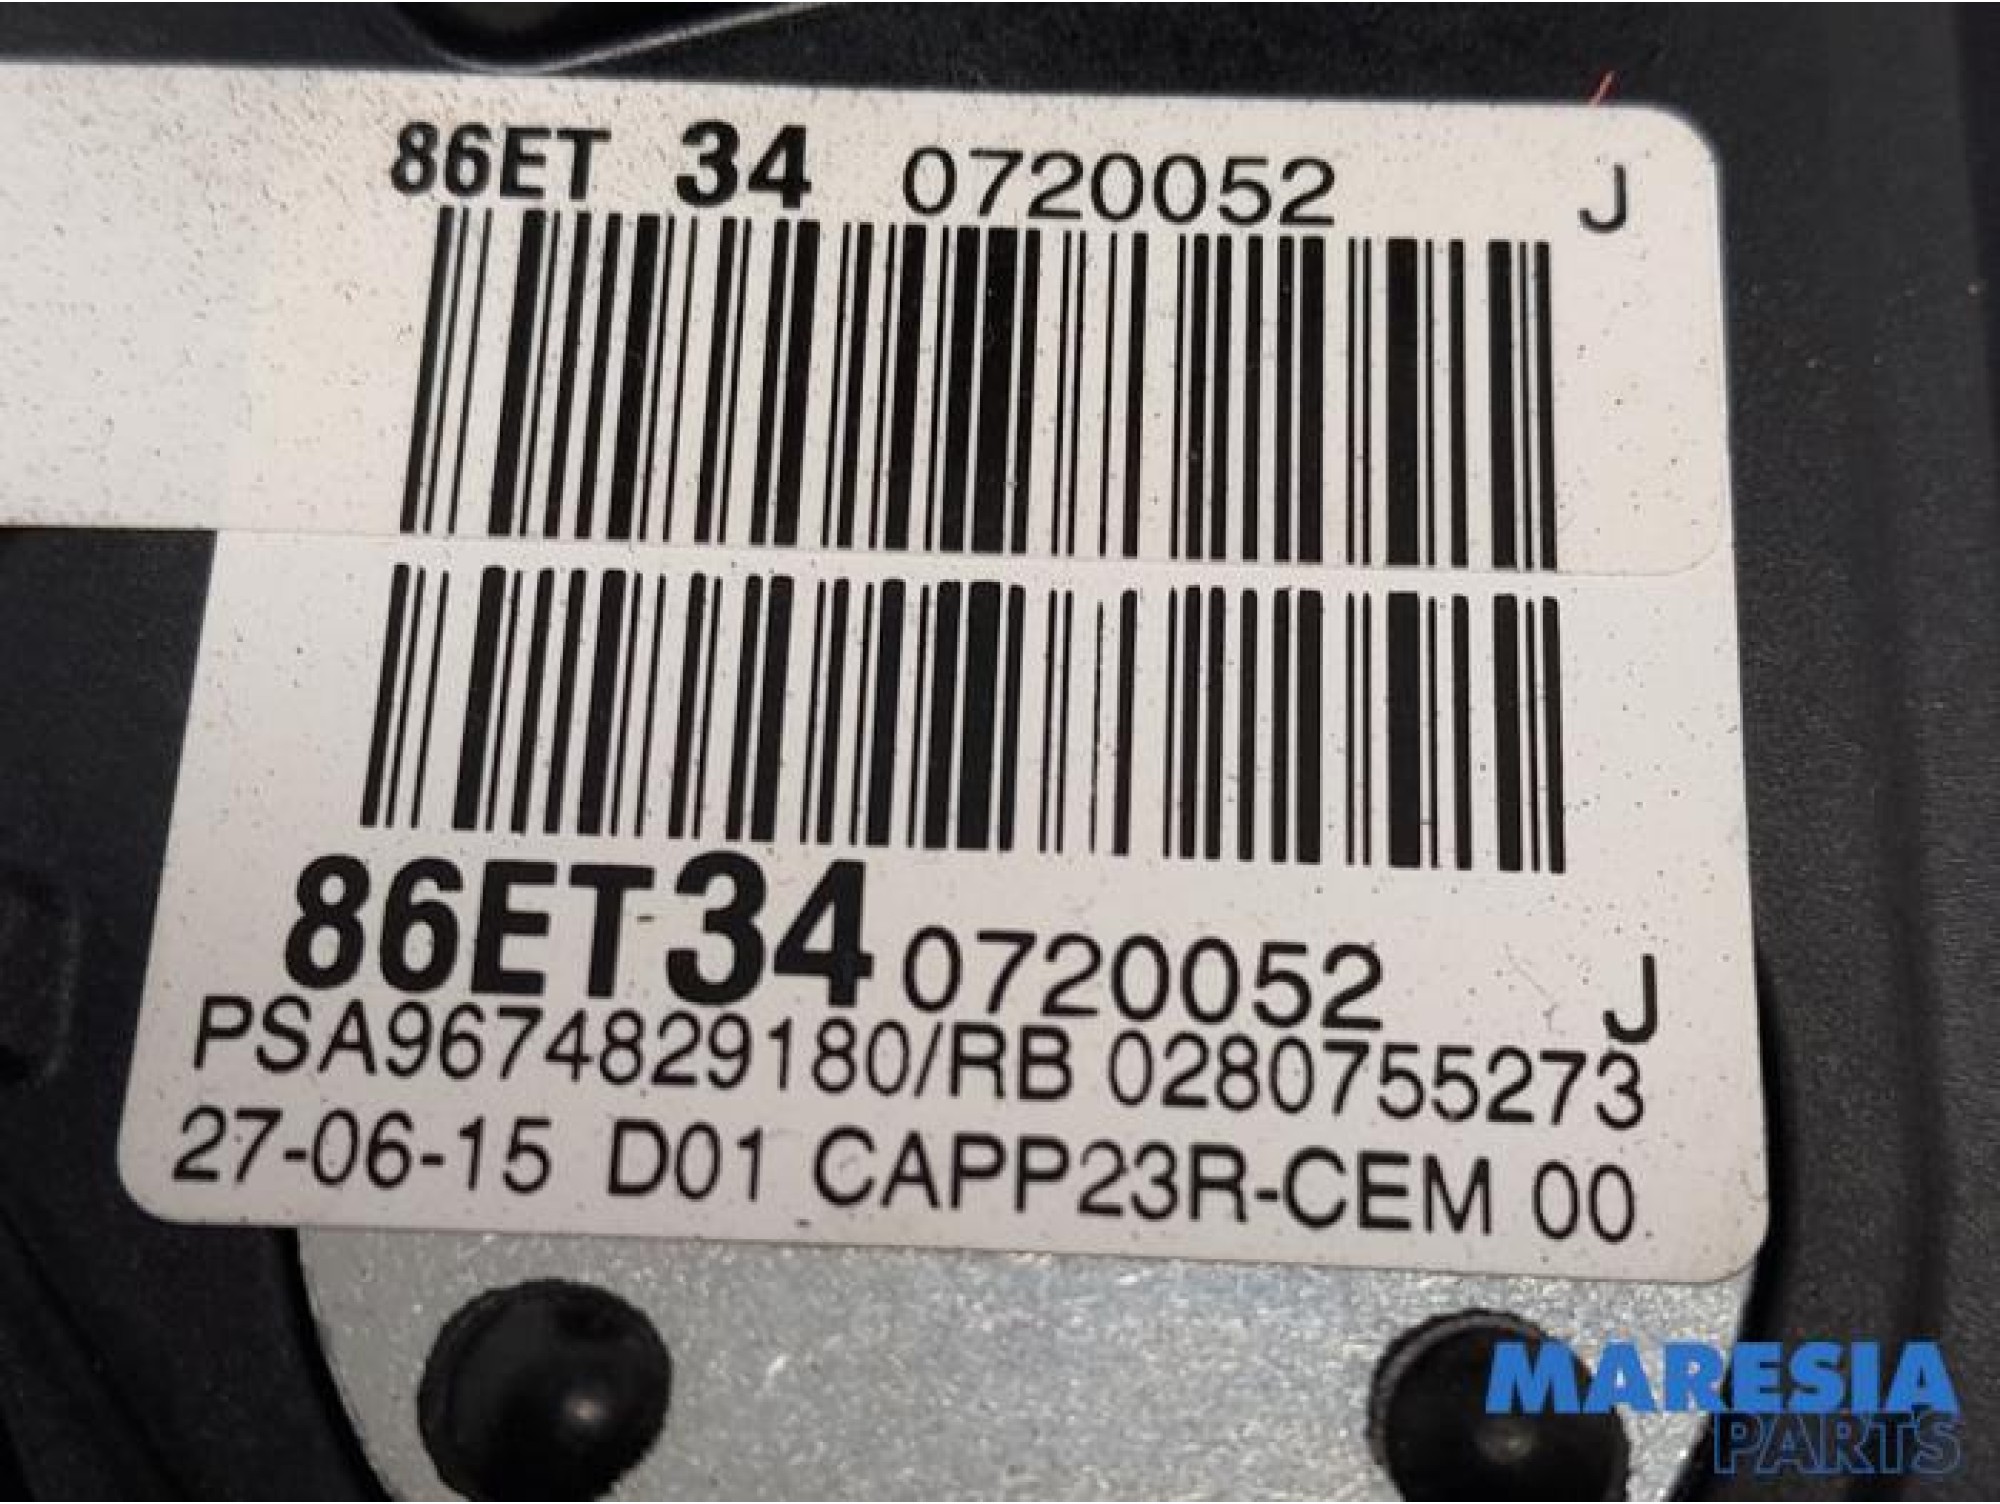 86ET 34 0720052 J
86ET34 0720052 J
PSA9674829180/RB 0280755273
27-06-15 D01 CAPP23R-CEM 00
MARESIA
PARTS